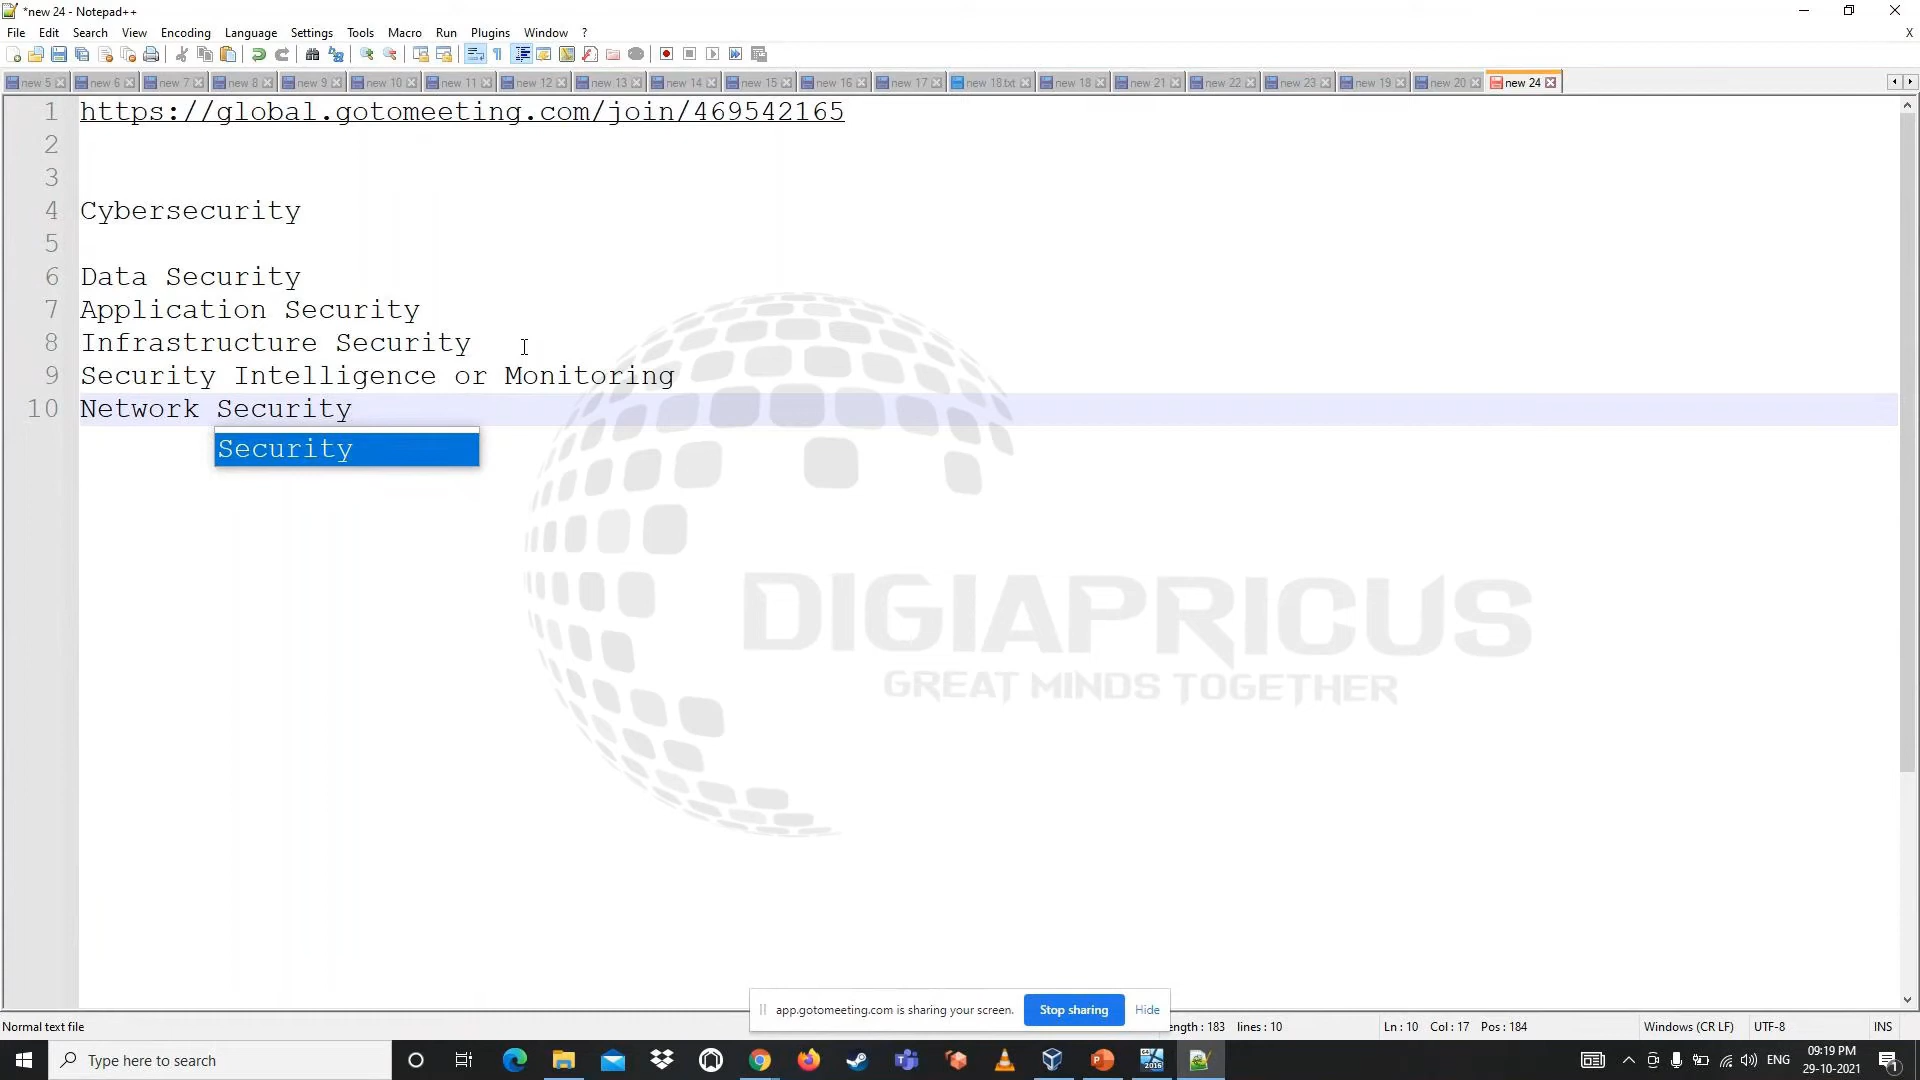 *new 24 - Notepad++
File Edit Search View Encoding Language Settings Tools Macro Run Plugins Window ? X
new 5 new 6 new 7 new 8 new 9 new 10 new 11 new 12 new 13 new 14 new 15 new 16 new 17 new 18.txt new 18 new 21 new 22 new 23 new 19 new 20 new 24
1 https://global.gotomeeting.com/join/469542165
2
3
4 Cybersecurity
5
6 Data Security
7 Application Security
8 Infrastructure Security
9 Security Intelligence or Monitoring
10 Network Security
Security
DIGIAPRICUS
GREAT MINDS TOGETHER
app.gotomeeting.com is sharing your screen. Stop sharing Hide
Normal text file ength : 183 lines : 10 Ln : 10 Col : 17 Pos : 184 Windows (CR LF) UTF-8 INS
Type here to search ENG 09:19 PM
29-10-2021